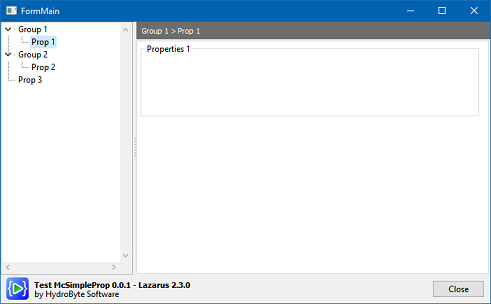 FormMain
Group 1
Prop 1
Group 2
Prop 2
Prop 3
Group 1 > Prop 1
Properties 1
Test McSimpleProp 0.0.1 - Lazarus 2.3.0
by HydroByte Software
Close